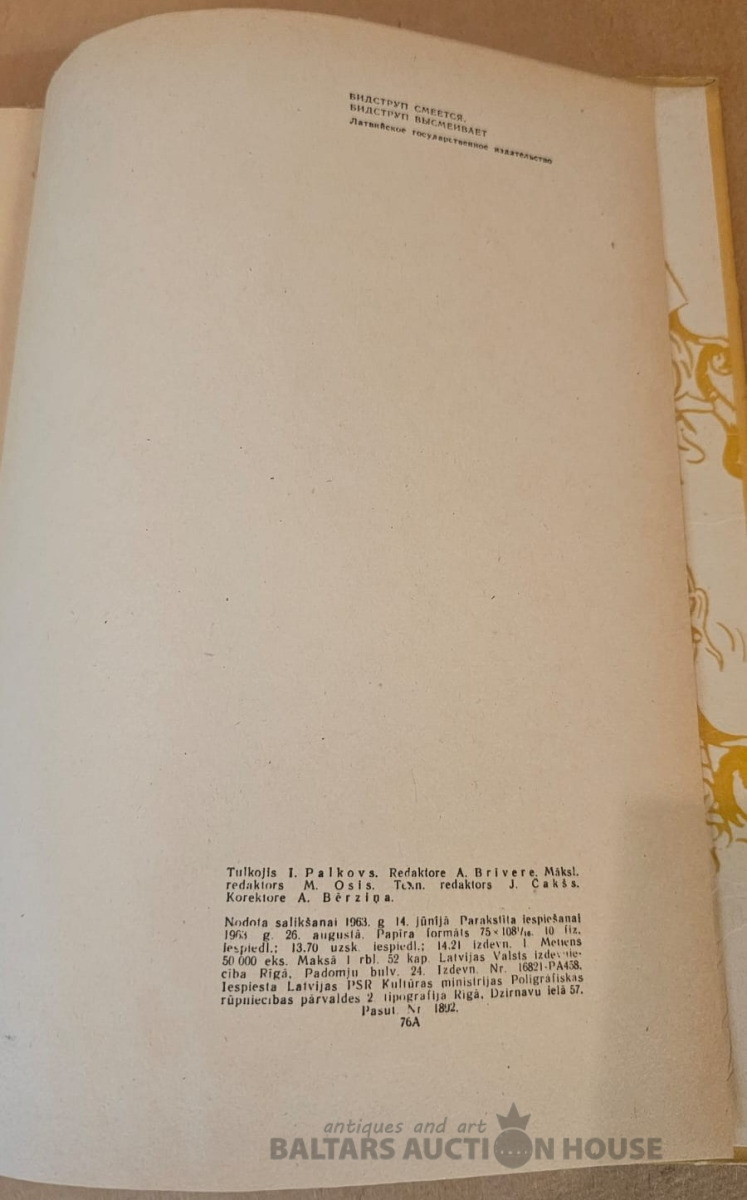 БИДСТРУП СМЕЕТСЯ,
БИДСТРУП ВЫСМЕИВАЕТ
Латвийское государственное издательство
Tulkojis I. Palkovs. Redaktore A. Brivere. Māksl.
redaktors M. Osis. Tehn. redaktors J. Čakšs.
Korektore A. Bērziņa.
Nodota salikšanai 1963. g 14. jūnijā Parakstīta iespiešanai
1963 g. 26. augustā. Papīra formāts 75×108¹/₁₆. 10 fiz.
iespiedl.; 13.70 uzsk. iespiedl.; 14.21 izdevn. l Metiens
50 000 eks. Maksā 1 rbl. 52 kap. Latvijas Valsts izdevnie-
cība Rīgā, Padomju bulv. 24. Izdevn. Nr. 16821-PA458.
Iespiesta Latvijas PSR Kultūras ministrijas Poligrāfiskās
rūpniecības pārvaldes 2. tipogrāfijā Rīgā, Dzirnavu ielā 57.
Pasūt. Nr 1892.
76A
antiques and art
BALTARS AUCTION HOUSE